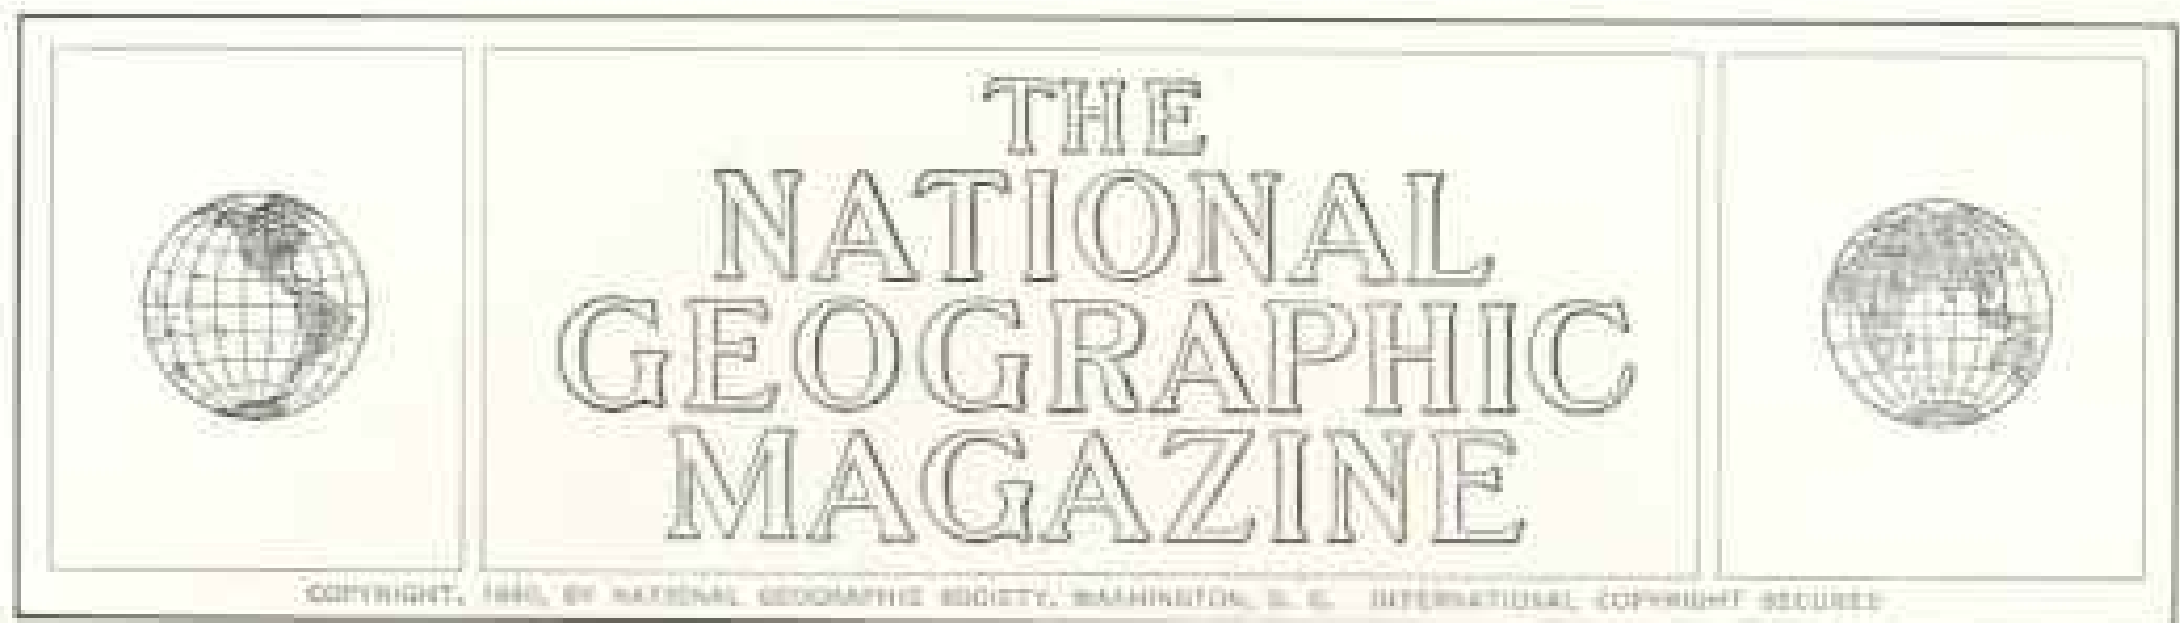 THE
NATIONAL
GEOGRAPHIC
MAGAZINE
COPYRIGHT, BY NATIONAL GEOGRAPHIC SOCIETY, WASHINGTON, D. C. INTERNATIONAL COPYRIGHT SECURED